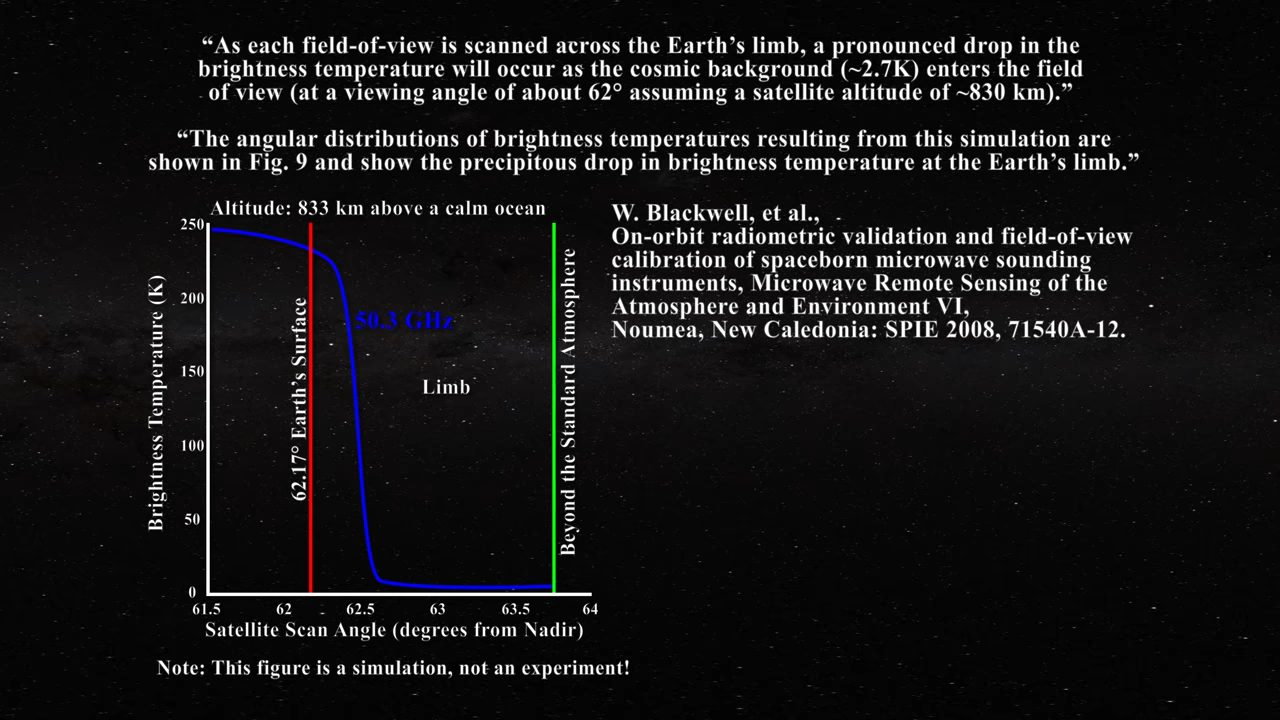 “As each field-of-view is scanned across the Earth’s limb, a pronounced drop in the
brightness temperature will occur as the cosmic background (~2.7K) enters the field
of view (at a viewing angle of about 62° assuming a satellite altitude of ~830 km).”
“The angular distributions of brightness temperatures resulting from this simulation are
shown in Fig. 9 and show the precipitous drop in brightness temperature at the Earth’s limb.”
Altitude: 833 km above a calm ocean
250
200
150
100
50
0
Brightness Temperature (K)
62.17° Earth’s Surface
50.3 GHz
Limb
Beyond the Standard Atmosphere
61.5 62 62.5 63 63.5 64
Satellite Scan Angle (degrees from Nadir)
Note: This figure is a simulation, not an experiment!
W. Blackwell, et al.,
On-orbit radiometric validation and field-of-view
calibration of spaceborn microwave sounding
instruments, Microwave Remote Sensing of the
Atmosphere and Environment VI,
Noumea, New Caledonia: SPIE 2008, 71540A-12.